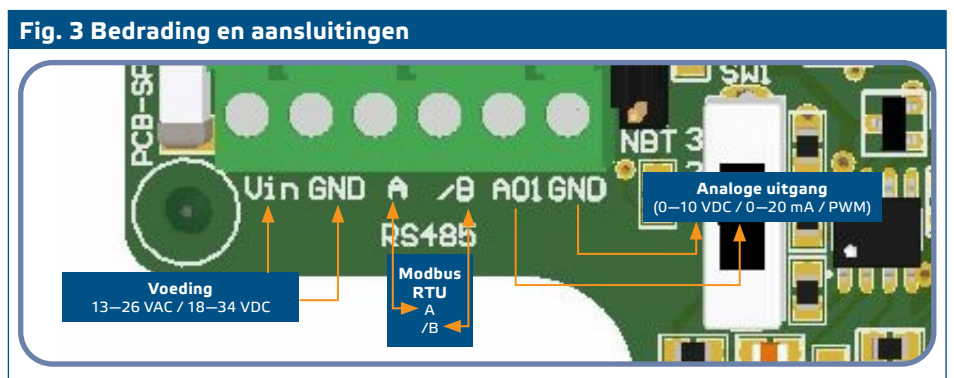 Fig. 3 Bedrading en aansluitingen
PCB-SF
SW1
NBT 3
Vin GND A /B AO1 GND
RS485
Analoge uitgang
(0—10 VDC / 0—20 mA / PWM)
Voeding
13—26 VAC / 18—34 VDC
Modbus
RTU
A
/B